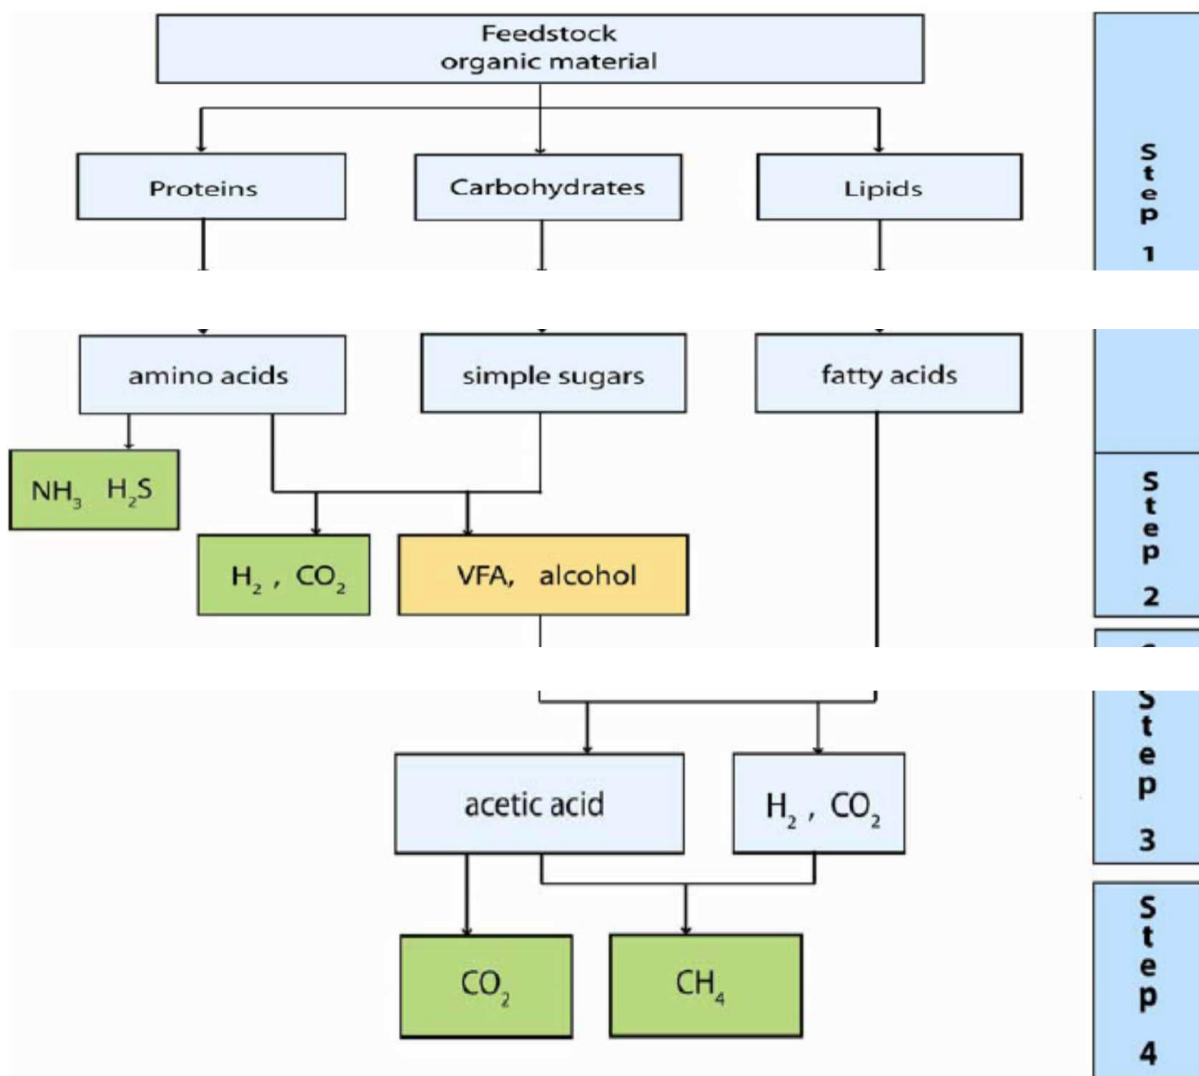 Feedstock
organic material
Proteins
Carbohydrates
Lipids
Step 1
amino acids
simple sugars
fatty acids
NH₃ H₂S
H₂ , CO₂
VFA, alcohol
Step 2
acetic acid
H₂ , CO₂
Step 3
CO₂
CH₄
Step 4